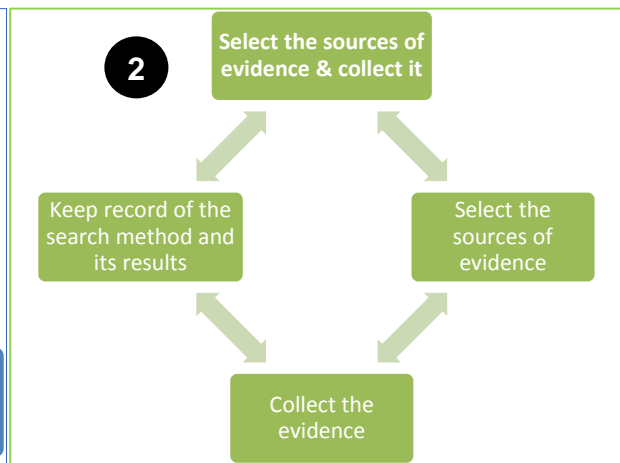 2
Select the sources of
evidence & collect it
Keep record of the
search method and
its results
Select the
sources of
evidence
Collect the
evidence